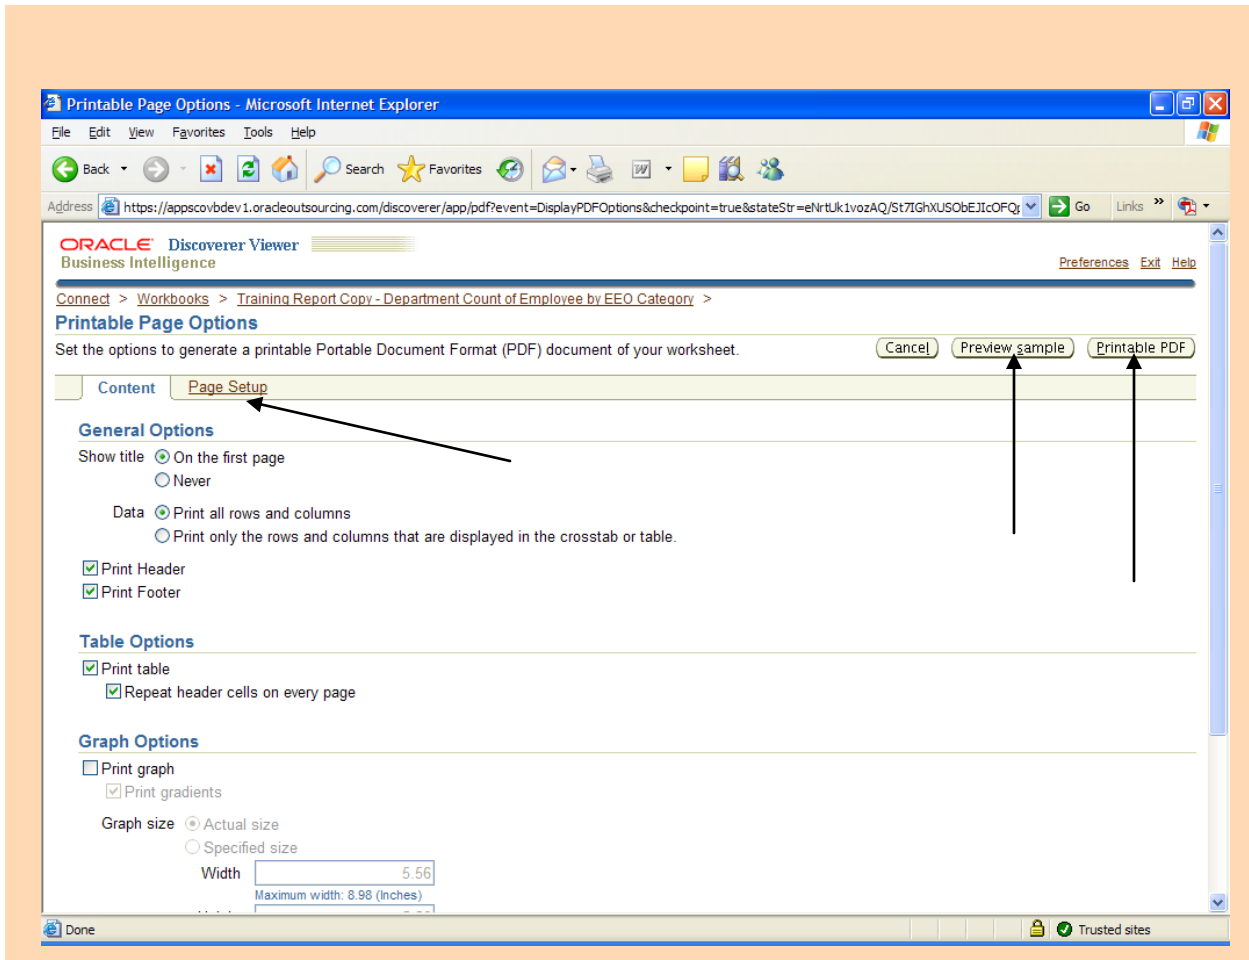 Printable Page Options - Microsoft Internet Explorer
File Edit View Favorites Tools Help
Back Search Favorites
Address https://appscovbdev1.oracleoutsourcing.com/discoverer/app/pdf?event=DisplayPDFOptions&checkpoint=true&stateStr=eNrtUk1vozAQ/St7IGhXUSObEJIcOFQ Go Links »
ORACLE Discoverer Viewer
Business Intelligence
Preferences Exit Help
Connect > Workbooks > Training Report Copy - Department Count of Employee by EEO Category >
Printable Page Options
Set the options to generate a printable Portable Document Format (PDF) document of your worksheet. Cancel Preview sample Printable PDF
Content Page Setup
General Options
Show title On the first page
Never
Data Print all rows and columns
Print only the rows and columns that are displayed in the crosstab or table.
Print Header
Print Footer
Table Options
Print table
Repeat header cells on every page
Graph Options
Print graph
Print gradients
Graph size Actual size
Specified size
Width 5.56
Maximum width: 8.98 (Inches)
Done Trusted sites